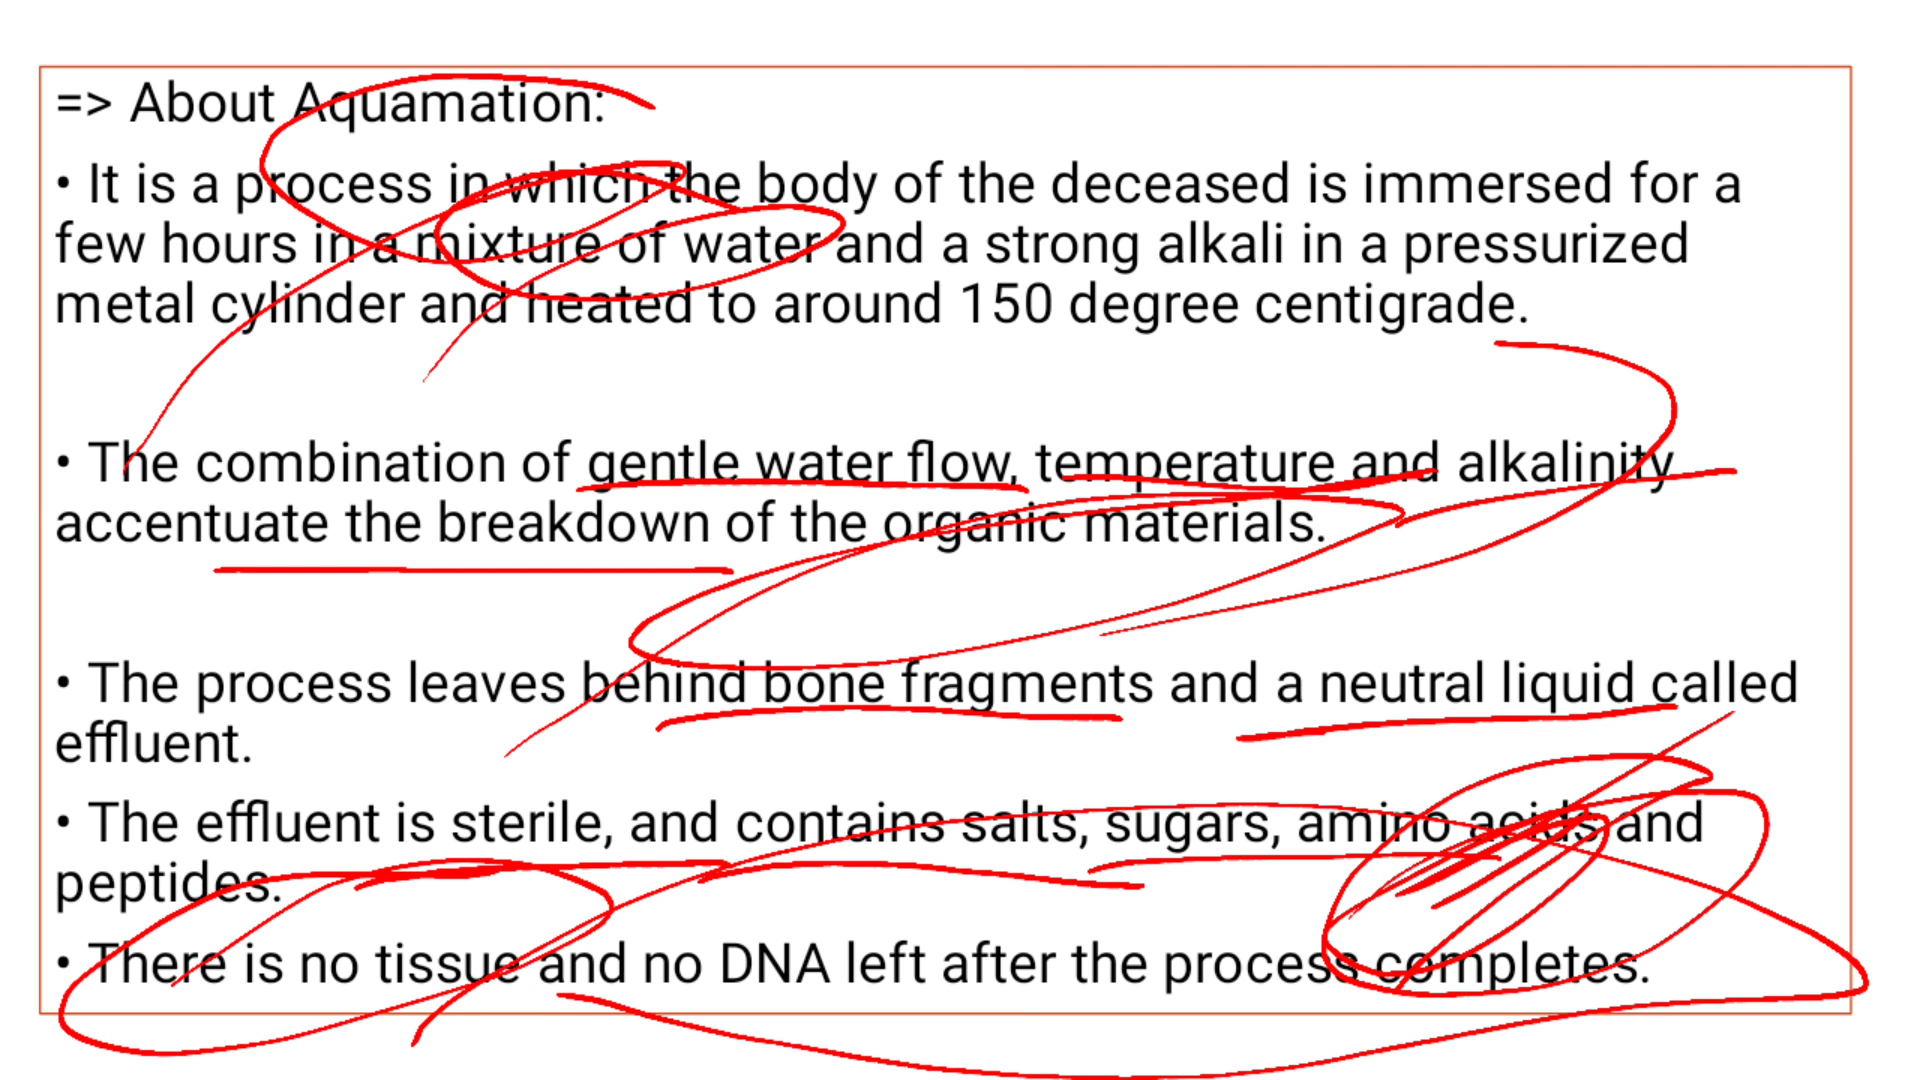 => About Aquamation:
• It is a process in which the body of the deceased is immersed for a
few hours in a mixture of water and a strong alkali in a pressurized
metal cylinder and heated to around 150 degree centigrade.
• The combination of gentle water flow, temperature and alkalinity
accentuate the breakdown of the organic materials.
• The process leaves behind bone fragments and a neutral liquid called
effluent.
• The effluent is sterile, and contains salts, sugars, amino acids and
peptides.
• There is no tissue and no DNA left after the process completes.